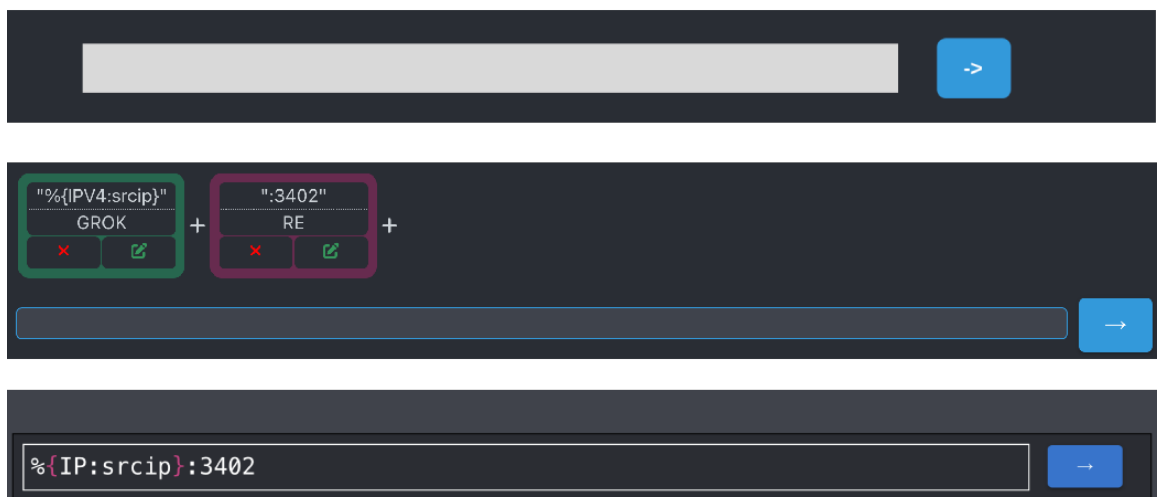 ->
"%{IPV4:srcip}" ":3402"
GROK + RE +
× ×
→
%{IP:srcip}:3402 →